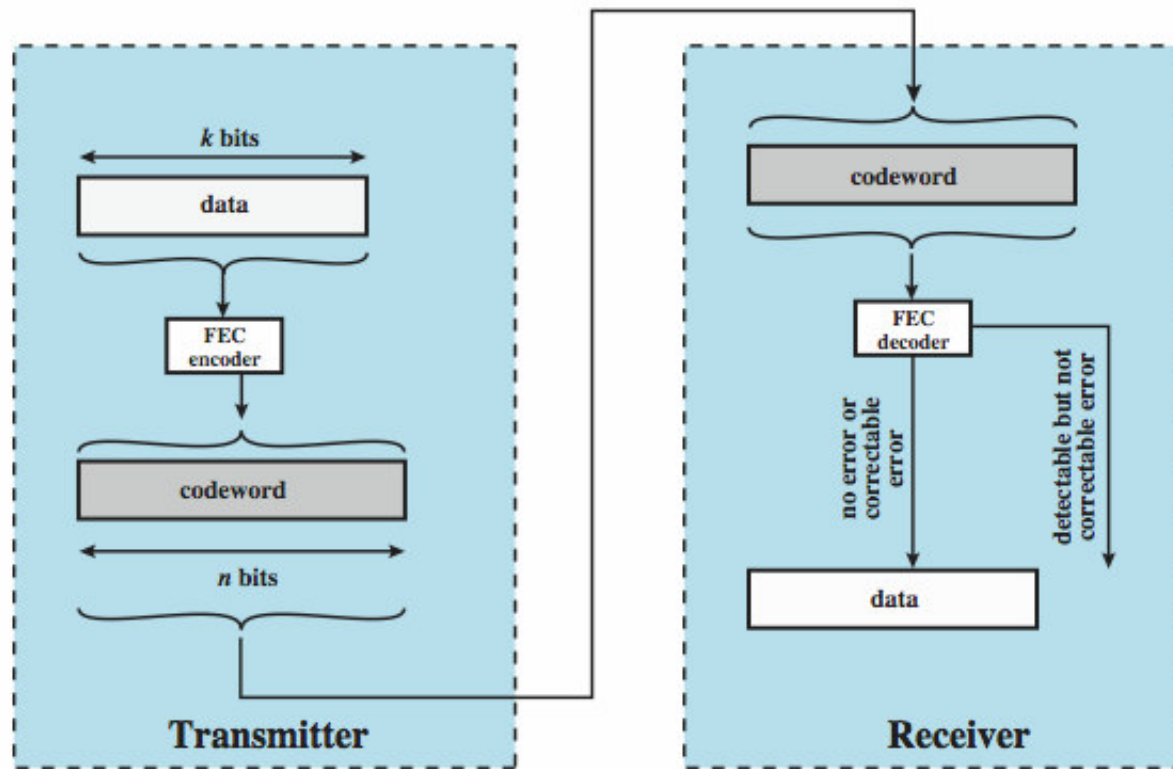 k bits
data
FEC
encoder
codeword
n bits
Transmitter
codeword
FEC
decoder
no error or
correctable
error
detectable but not
correctable error
data
Receiver